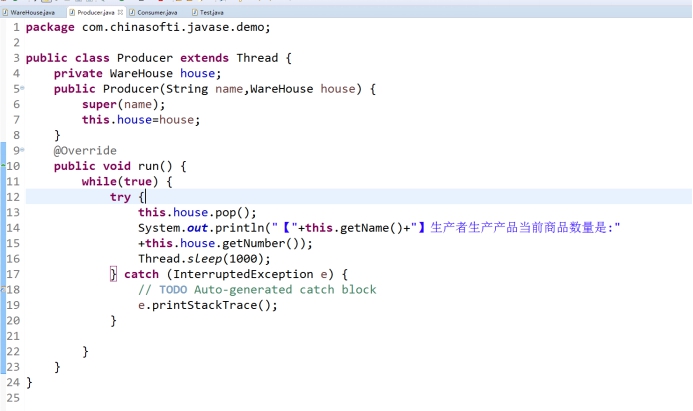 WareHouse.java Producer.java Consumer.java Test.java
1 package com.chinasofti.javase.demo;
2
3 public class Producer extends Thread {
4 private WareHouse house;
5 public Producer(String name,WareHouse house) {
6 super(name);
7 this.house=house;
8 }
9 @Override
10 public void run() {
11 while(true) {
12 try {
13 this.house.pop();
14 System.out.println("【"+this.getName()+"】生产者生产产品当前商品数量是:"
15 +this.house.getNumber());
16 Thread.sleep(1000);
17 } catch (InterruptedException e) {
18 // TODO Auto-generated catch block
19 e.printStackTrace();
20 }
21
22 }
23 }
24 }
25